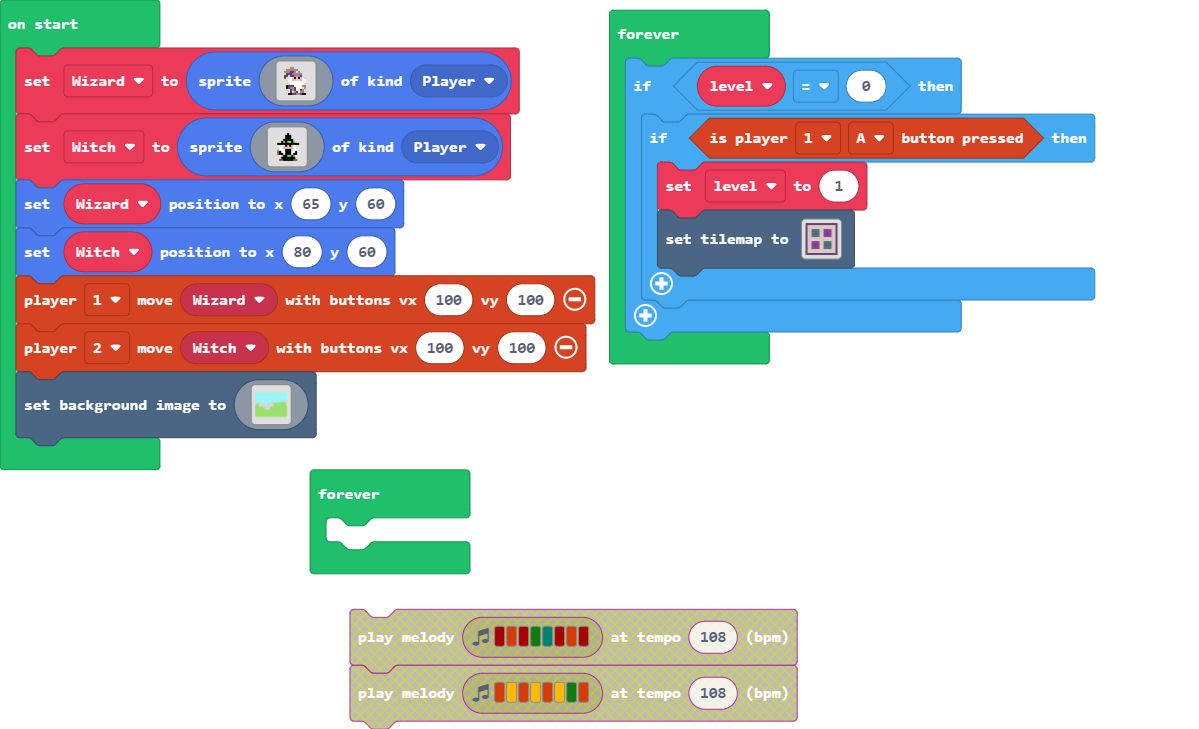 on start
set Wizard to sprite of kind Player
set Witch to sprite of kind Player
set Wizard position to x 65 y 60
set Witch position to x 80 y 60
player 1 move Wizard with buttons vx 100 vy 100
player 2 move Witch with buttons vx 100 vy 100
set background image to
forever
if level = 0 then
if is player 1 A button pressed then
set level to 1
set tilemap to
forever
play melody at tempo 108 (bpm)
play melody at tempo 108 (bpm)